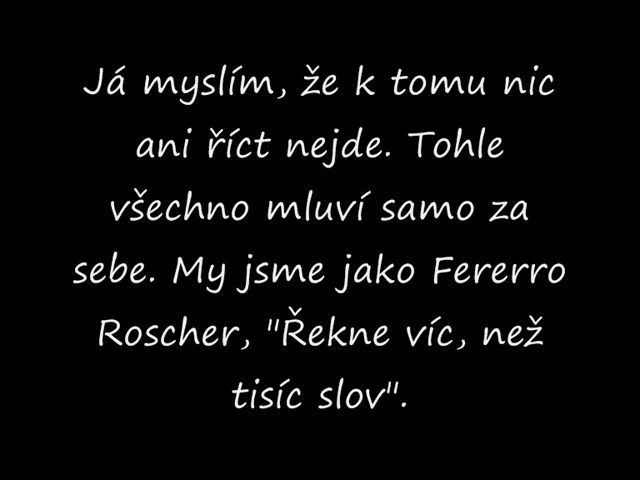 Já myslím, že k tomu nic
ani říct nejde. Tohle
všechno mluví samo za
sebe. My jsme jako Fererro
Roscher, "Řekne víc, než
tisíc slov".